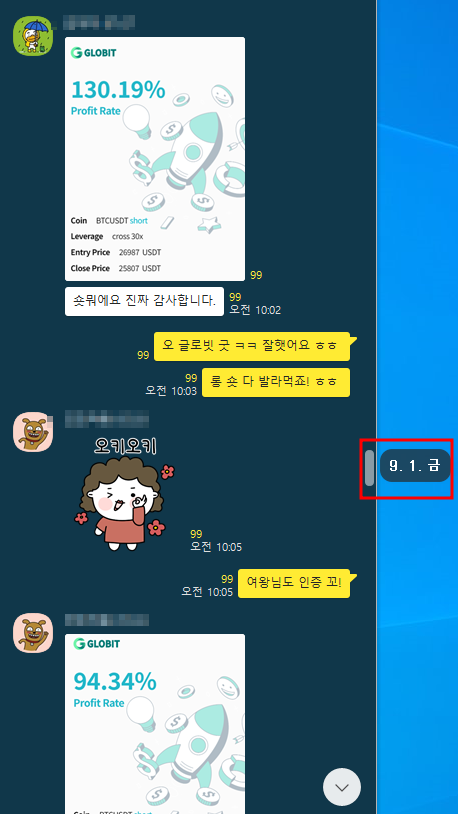 GLOBIT
130.19%
Profit Rate
Coin BTCUSDT short
Leverage cross 30x
Entry Price 26987 USDT
Close Price 25807 USDT
99
숏뭐에요 진짜 감사합니다.
99
오전 10:02
오 글로빗 굿 ㅋㅋ 잘햇어요 ㅎㅎ
99
롱 숏 다 발라먹죠! ㅎㅎ
99
오전 10:03
오키오키
9. 1. 금
99
오전 10:05
여왕님도 인증 꼬!
99
오전 10:05
GLOBIT
94.34%
Profit Rate
Coin BTCUSDT short